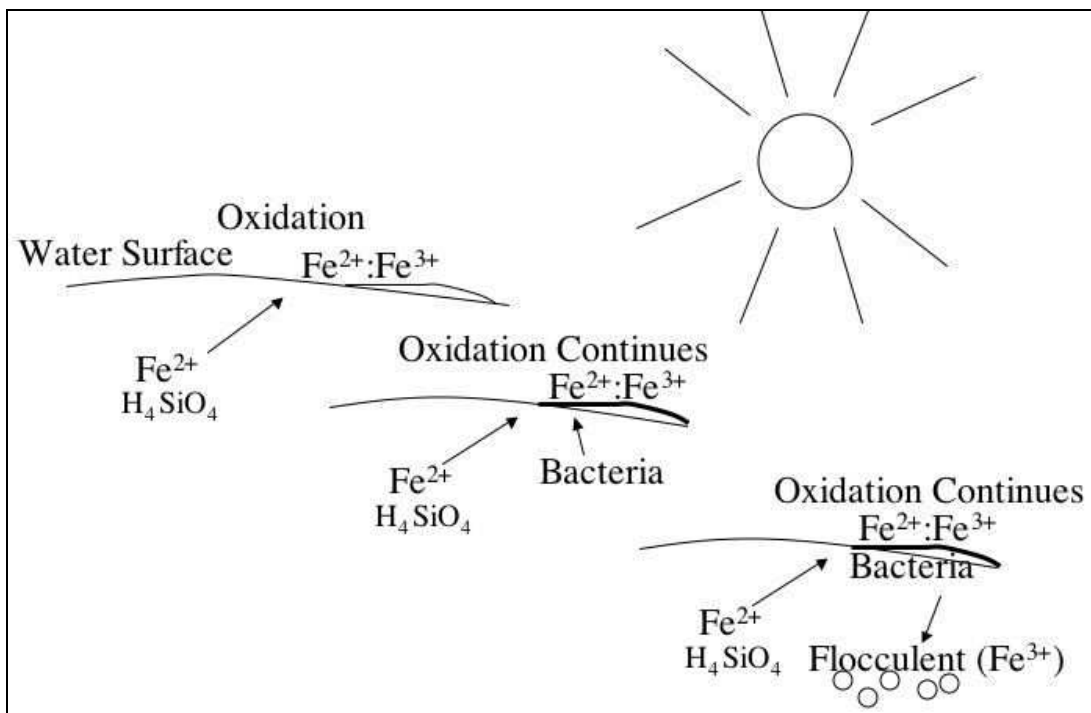 Oxidation
Water Surface
Fe²⁺:Fe³⁺
Fe²⁺
H₄SiO₄
Oxidation Continues
Fe²⁺:Fe³⁺
Fe²⁺
H₄SiO₄
Bacteria
Oxidation Continues
Fe²⁺:Fe³⁺
Bacteria
Fe²⁺
H₄SiO₄
Flocculent (Fe³⁺)